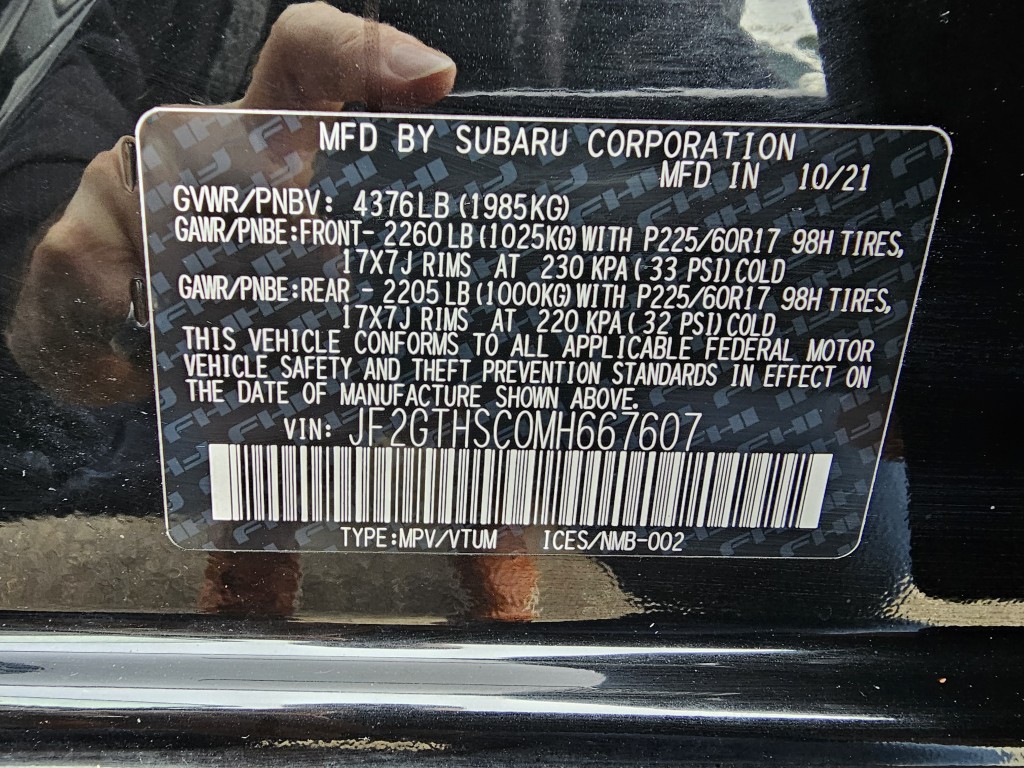 MFD BY SUBARU CORPORATION
MFD IN 10/21
GVWR/PNBV: 4376LB (1985KG)
GAWR/PNBE:FRONT- 2260 LB (1025KG) WITH P225/60R17 98H TIRES,
17X7J RIMS AT 230 KPA ( 33 PSI) COLD
GAWR/PNBE:REAR - 2205 LB (1000KG) WITH P225/60R17 98H TIRES,
17X7J RIMS AT 220 KPA ( 32 PSI) COLD
THIS VEHICLE CONFORMS TO ALL APPLICABLE FEDERAL MOTOR
VEHICLE SAFETY AND THEFT PREVENTION STANDARDS IN EFFECT ON
THE DATE OF MANUFACTURE SHOWN ABOVE.
VIN: JF2GTHSC0MH667607
TYPE:MPV/VTUM ICES/NMB-002